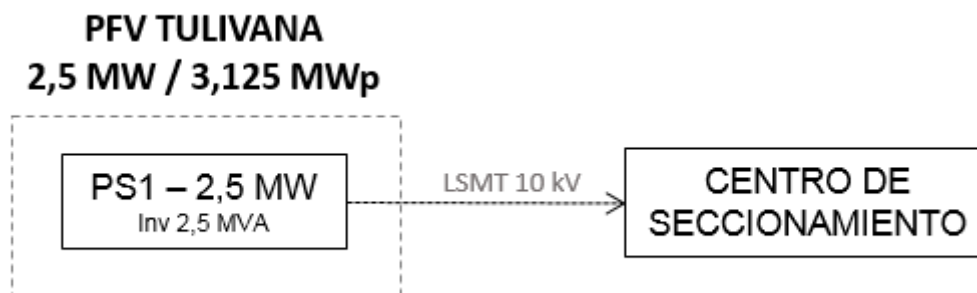 PFV TULIVANA
2,5 MW / 3,125 MWp
PS1 – 2,5 MW
Inv 2,5 MVA
LSMT 10 kV
CENTRO DE
SECCIONAMIENTO